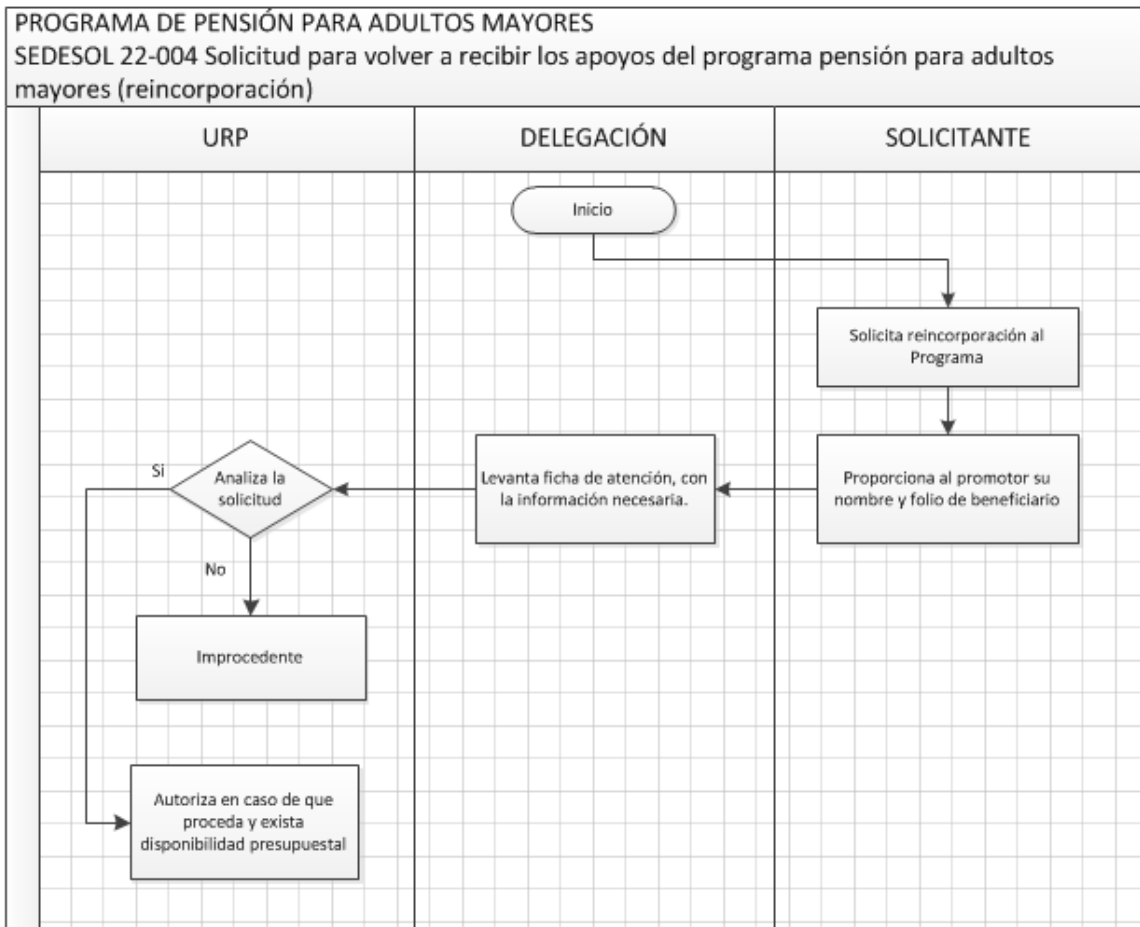 PROGRAMA DE PENSIÓN PARA ADULTOS MAYORES
SEDESOL 22-004 Solicitud para volver a recibir los apoyos del programa pensión para adultos
mayores (reincorporación)
URP
DELEGACIÓN
SOLICITANTE
Inicio
Solicita reincorporación al
Programa
Proporciona al promotor su
nombre y folio de beneficiario
Levanta ficha de atención, con
la información necesaria.
Analiza la
solicitud
Si
No
Improcedente
Autoriza en caso de que
proceda y exista
disponibilidad presupuestal